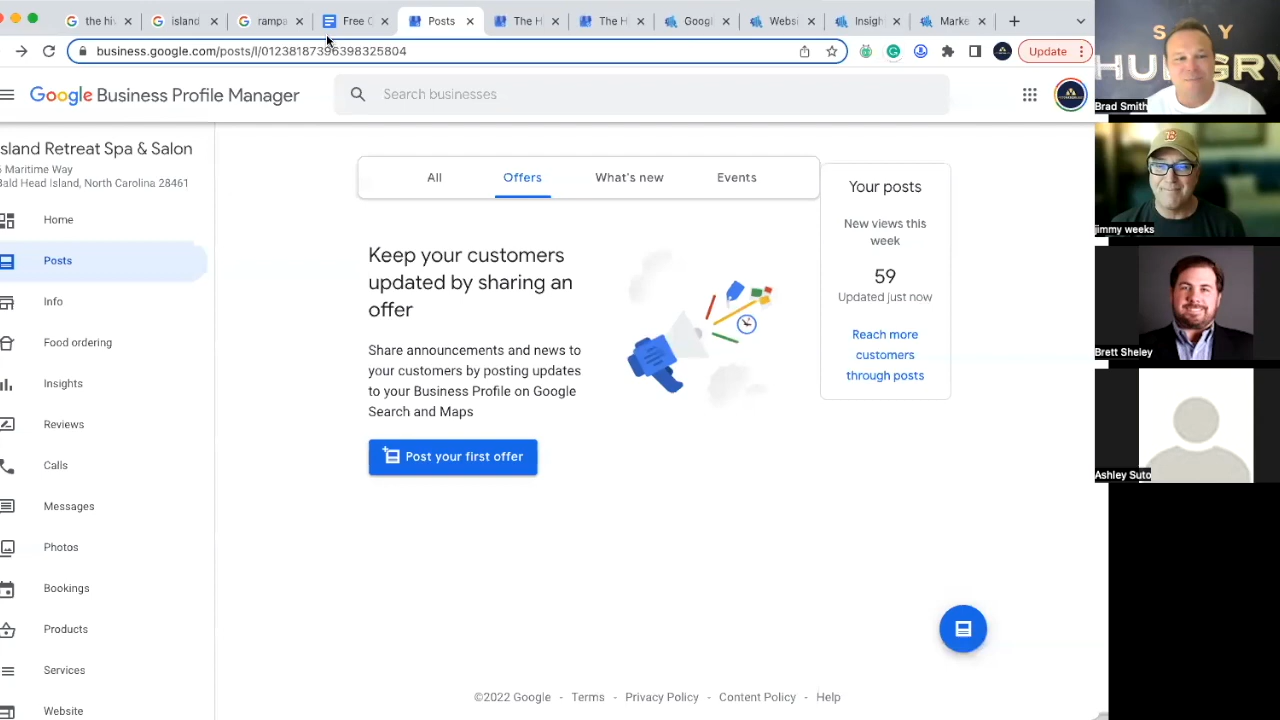 the hi
island
rampa
Free C
Posts
The H
The H
Googl
Websi
Insigh
Marke
business.google.com/posts/l/01238187396398325804
Update
Google Business Profile Manager
Search businesses
sland Retreat Spa & Salon
Maritime Way
Bald Head Island, North Carolina 28461
Home
Posts
Info
Food ordering
Insights
Reviews
Calls
Messages
Photos
Bookings
Products
Services
Website
All
Offers
What's new
Events
Keep your customers
updated by sharing an
offer
Share announcements and news to
your customers by posting updates
to your Business Profile on Google
Search and Maps
Post your first offer
Your posts
New views this
week
59
Updated just now
Reach more
customers
through posts
©2022 Google - Terms - Privacy Policy - Content Policy - Help
HUNGRY
Brad Smith
B
jimmy weeks
Brett Sheley
Ashley Suto